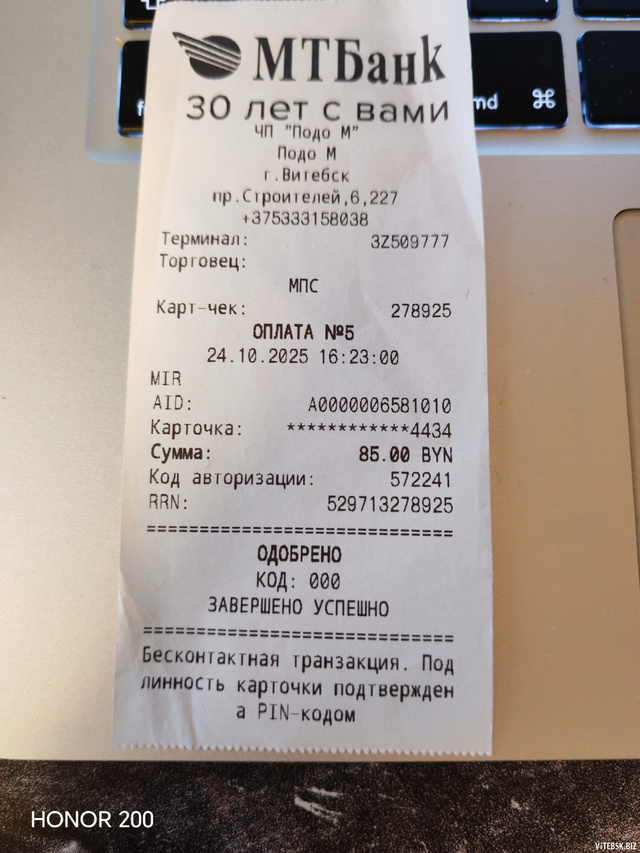 МТБанк
30 лет с вами
ЧП "Подо М"
Подо М
г.Витебск
пр.Строителей,6,227
+375333158038
Терминал: 3Z509777
Торговец:
МПС
Карт-чек: 278925
ОПЛАТА №5
24.10.2025 16:23:00
MIR
AID: A0000006581010
Карточка: ************4434
Сумма: 85.00 BYN
Код авторизации: 572241
RRN: 529713278925
==============================
ОДОБРЕНО
КОД: 000
ЗАВЕРШЕНО УСПЕШНО
==============================
Бесконтактная транзакция. Под
линность карточки подтвержден
а PIN-кодом
md ⌘
HONOR 200
ViTEBSK.BIZ